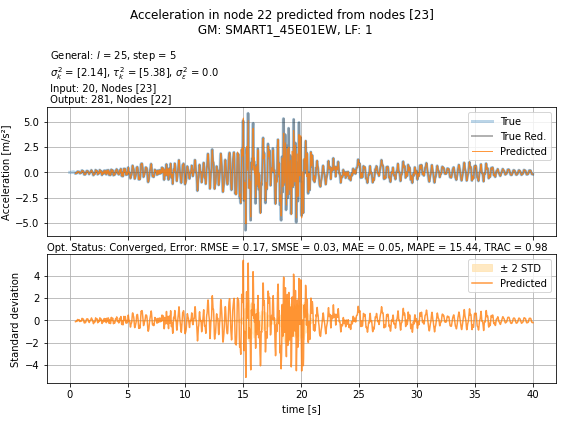 Acceleration in node 22 predicted from nodes [23]
GM: SMART1_45E01EW, LF: 1
General: l = 25, step = 5
σ²ₖ = [2.14], τ²ₖ = [5.38], σ²ₑ = 0.0
Input: 20, Nodes [23]
Output: 281, Nodes [22]
Acceleration [m/s²]
5.0
2.5
0.0
−2.5
−5.0
True
True Red.
Predicted
Opt. Status: Converged, Error: RMSE = 0.17, SMSE = 0.03, MAE = 0.05, MAPE = 15.44, TRAC = 0.98
Standard deviation
4
2
0
−2
−4
± 2 STD
Predicted
0 5 10 15 20 25 30 35 40
time [s]